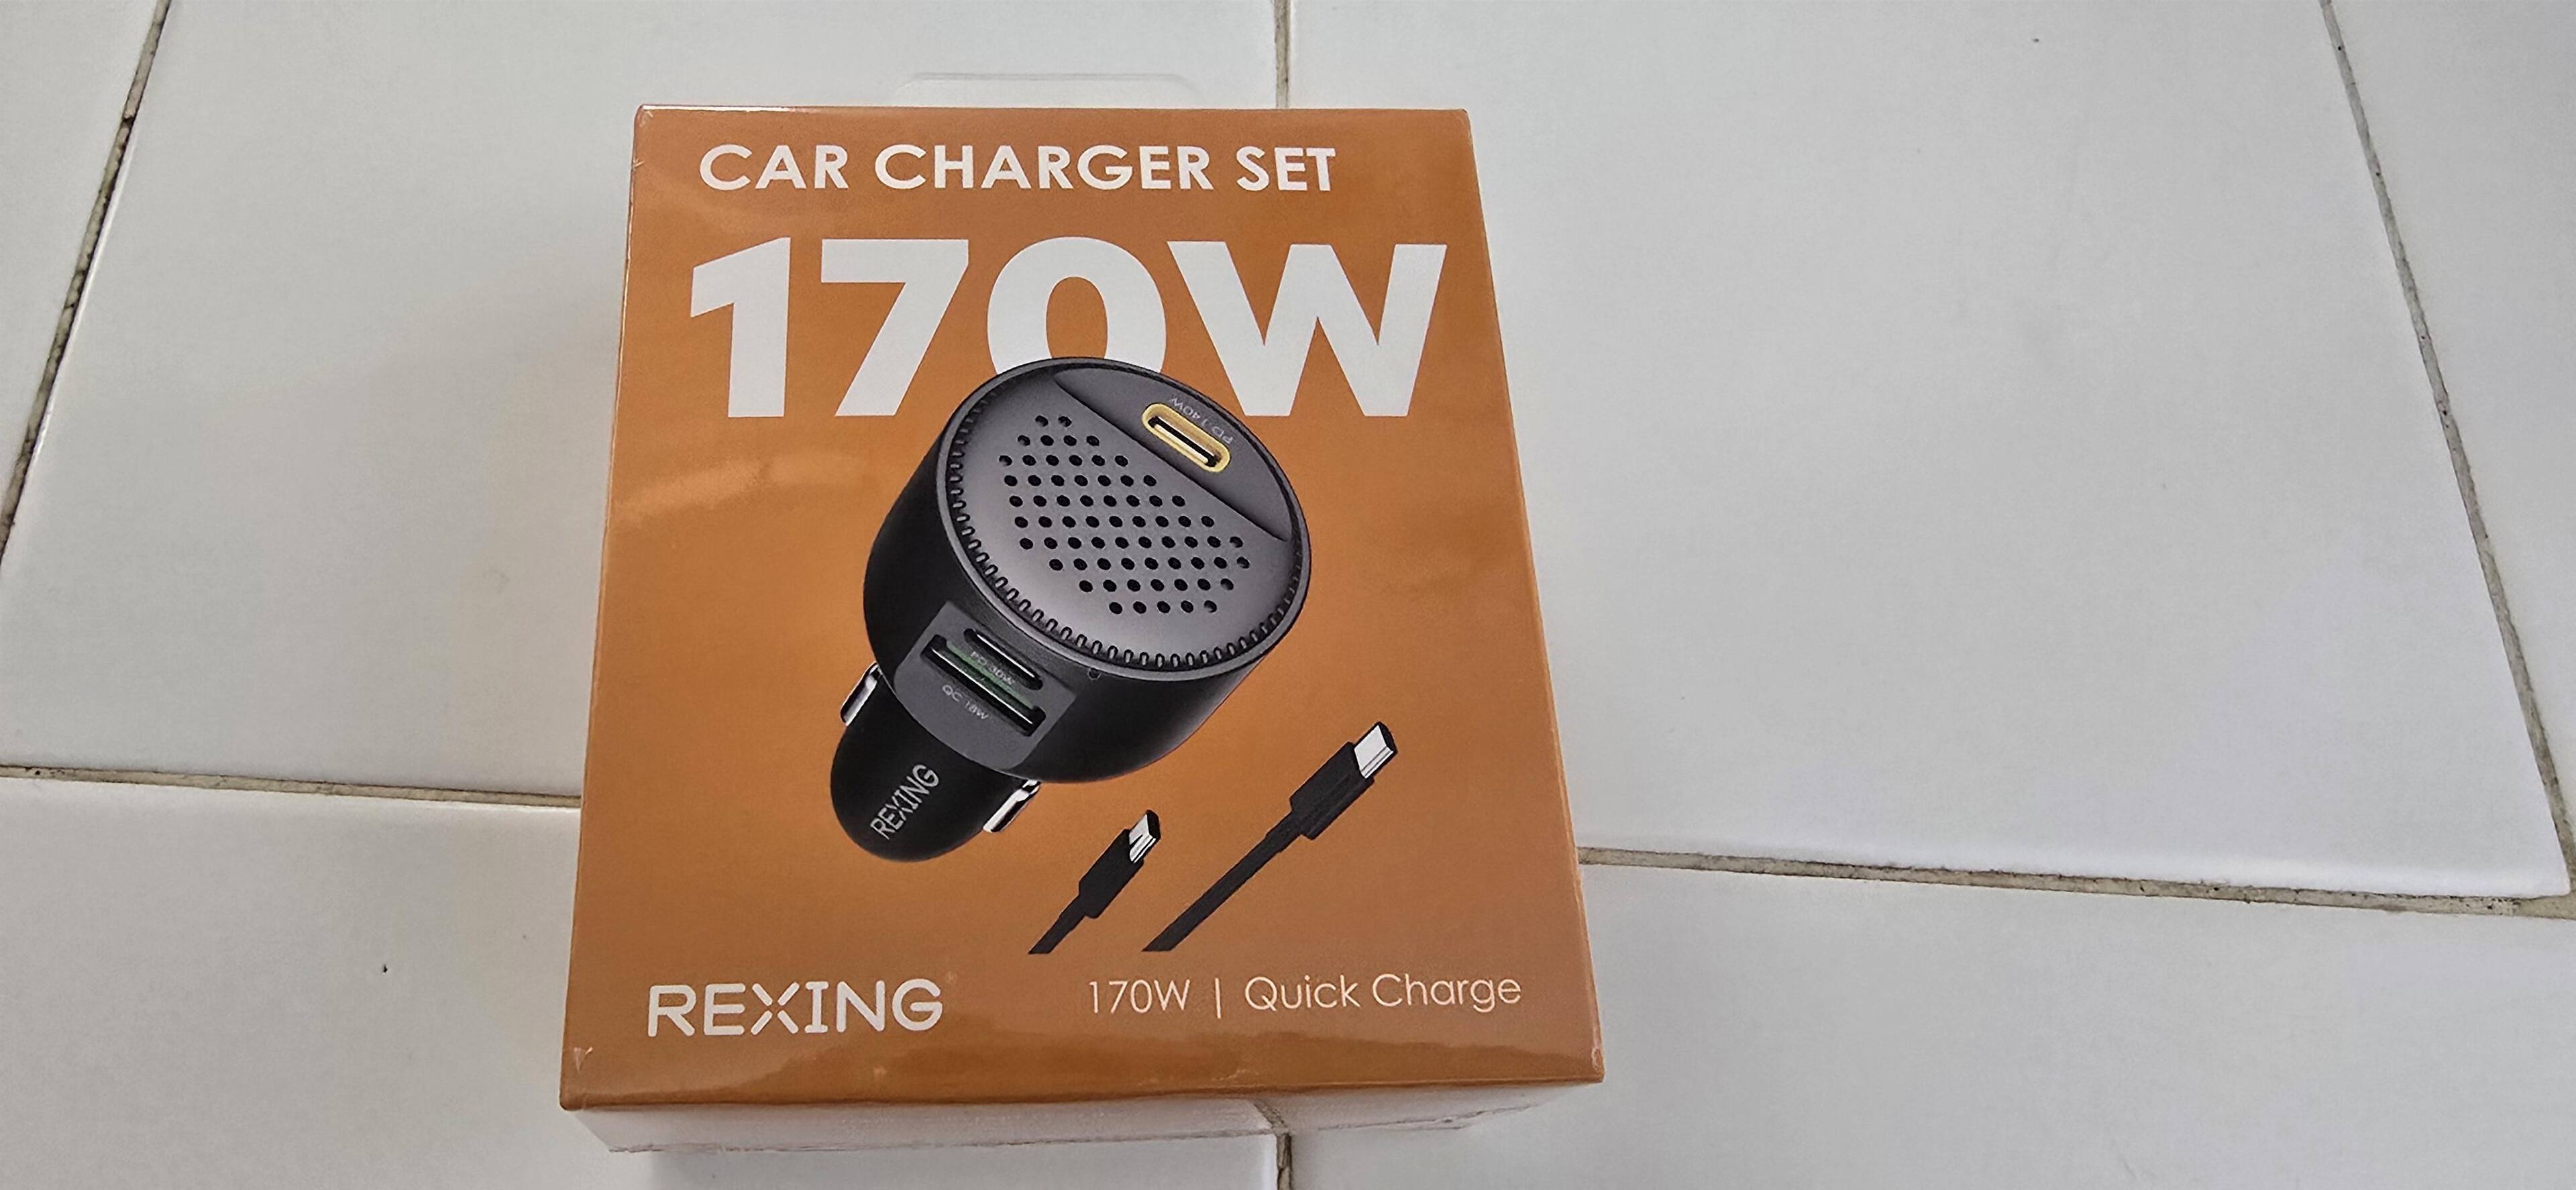 CAR CHARGER SET
170W
PD 140W
PD 30W
QC 18W
REXING
REXING
170W | Quick Charge